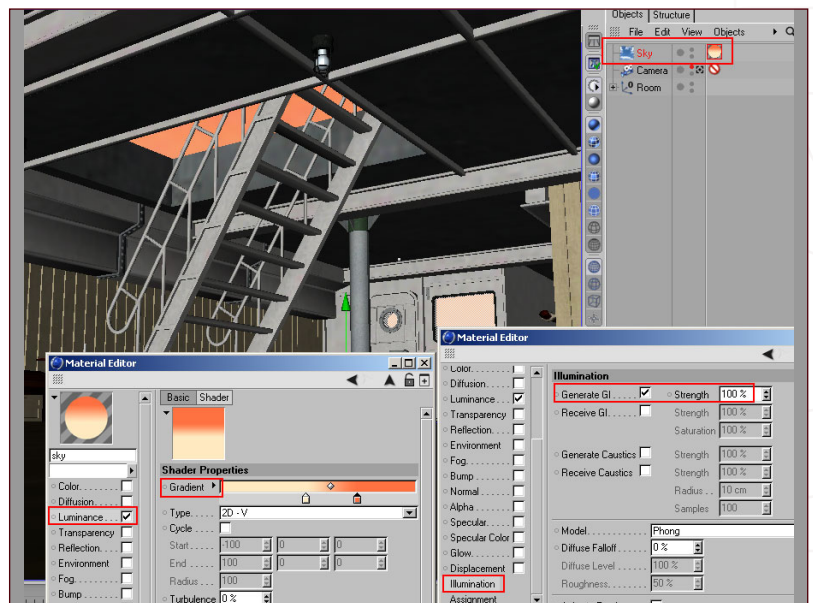 Objects Structure
File Edit View Objects
Sky
Camera
Room
Material Editor
Basic Shader
sky
Shader Properties
Gradient
Color
Diffusion
Luminance
Transparency
Reflection
Environment
Fog
Bump
Type 2D - V
Cycle
Start -100 0 0
End 100 0 0
Radius 100
Turbulence 0 %
Material Editor
Color
Diffusion
Luminance
Transparency
Reflection
Environment
Fog
Bump
Normal
Alpha
Specular
Specular Color
Glow
Displacement
Illumination
Assignment
Illumination
Generate GI Strength 100 %
Receive GI Strength 100 %
Saturation 100 %
Generate Caustics Strength 100 %
Receive Caustics Strength 100 %
Radius 10 cm
Samples 100
Model Phong
Diffuse Falloff 0 %
Diffuse Level 100 %
Roughness 50 %